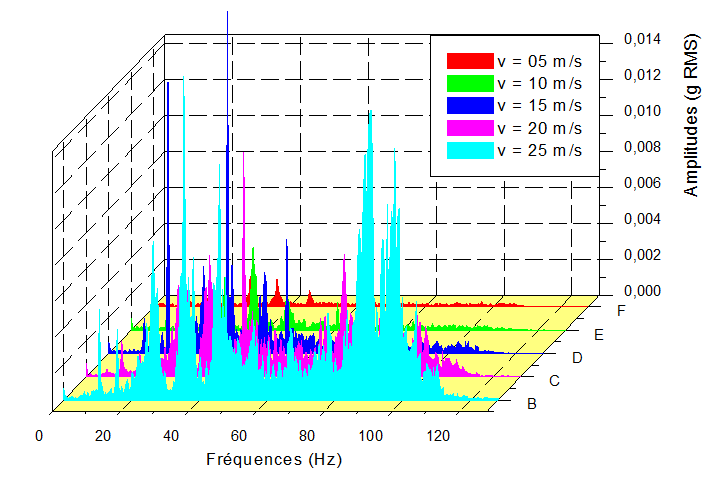 0,014
0,012
0,010
0,008
0,006
0,004
0,002
0,000
Amplitudes (g RMS)
v = 05 m/s
v = 10 m/s
v = 15 m/s
v = 20 m/s
v = 25 m/s
F
E
D
C
B
0 20 40 60 80 100 120
Fréquences (Hz)